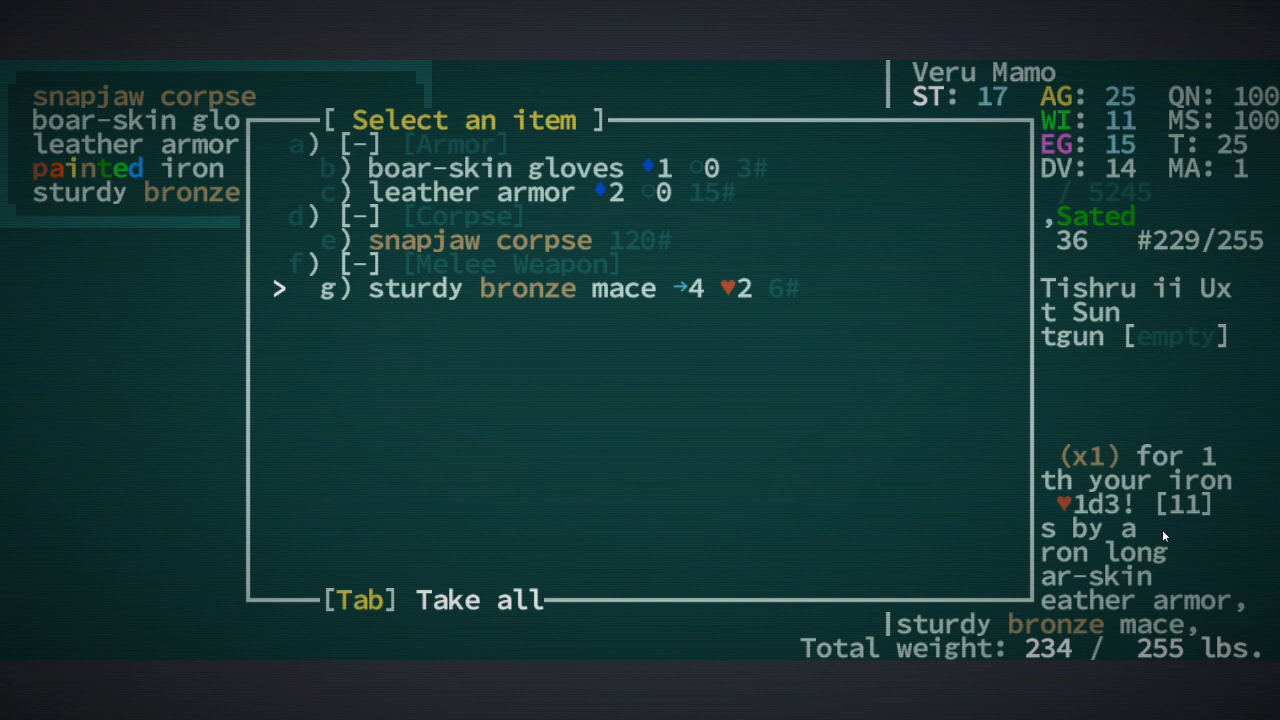 snapjaw corpse
boar-skin glo
leather armor
painted iron
sturdy bronze
[ Select an item ]
a) [-] [Armor]
b) boar-skin gloves ♦1 ○0 3#
c) leather armor ♦2 ○0 15#
d) [-] [Corpse]
e) snapjaw corpse 120#
f) [-] [Melee Weapon]
> g) sturdy bronze mace →4 ♥2 6#
[Tab] Take all
Veru Mamo
ST: 17 AG: 25 QN: 100
WI: 11 MS: 100
EG: 15 T: 25
DV: 14 MA: 1
/ 5245
,Sated
36 #229/255
Tishru ii Ux
t Sun
tgun [empty]
(x1) for 1
th your iron
♥1d3! [11]
s by a
ron long
ar-skin
eather armor,
sturdy bronze mace,
Total weight: 234 / 255 lbs.